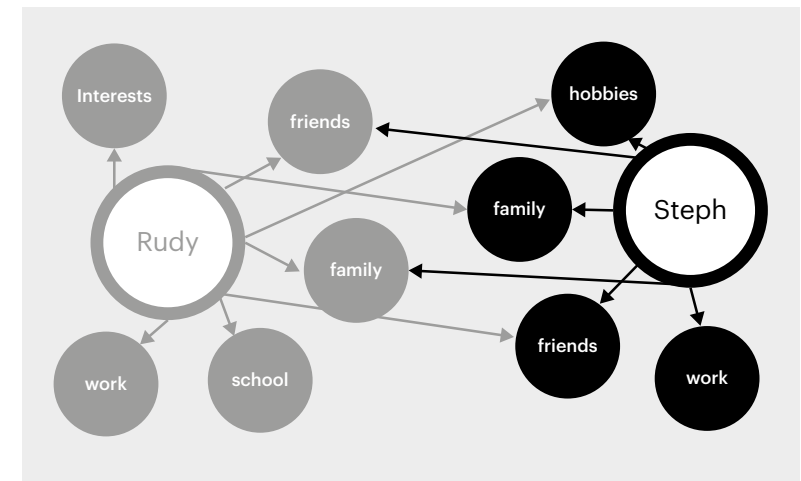 Interests
friends
hobbies
family
Steph
Rudy
family
friends
work
school
work